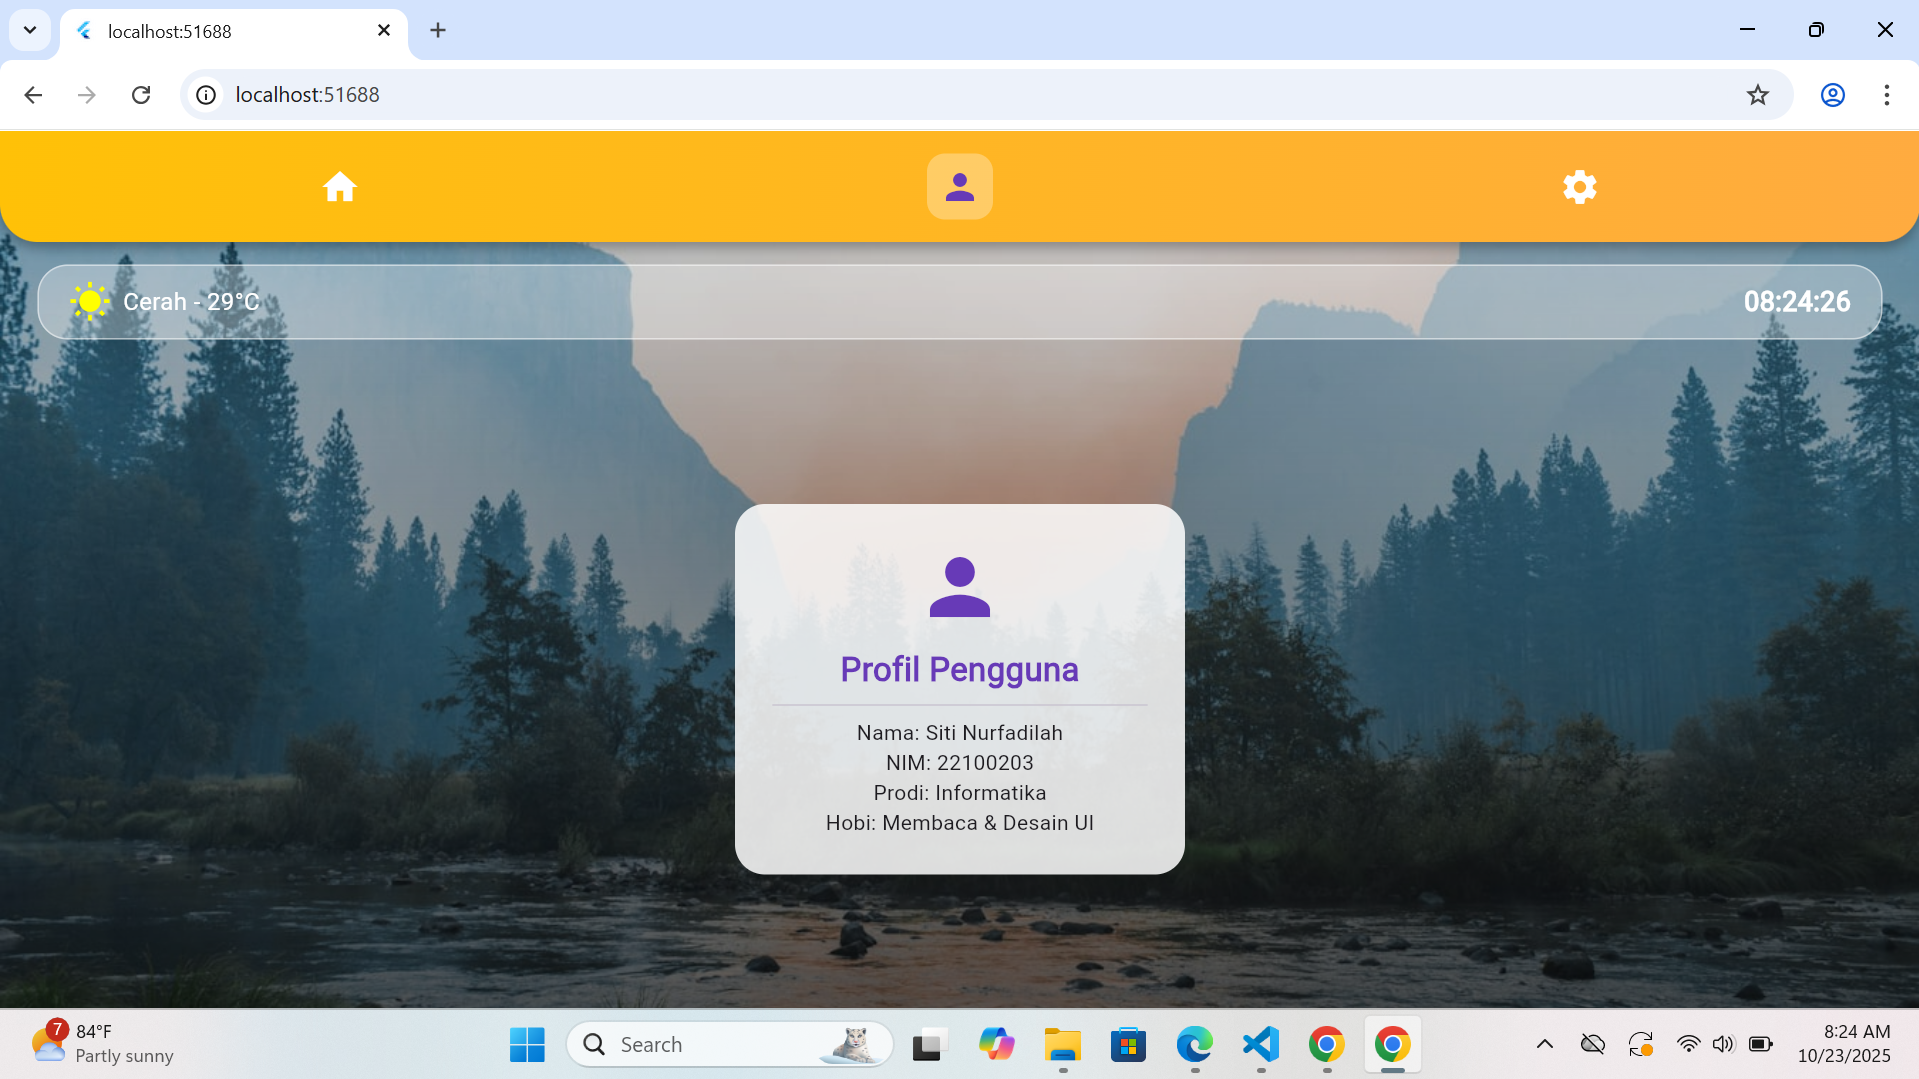 localhost:51688
localhost:51688
Cerah - 29°C
08:24:26
Profil Pengguna
Nama: Siti Nurfadilah
NIM: 22100203
Prodi: Informatika
Hobi: Membaca & Desain UI
7
84°F
Partly sunny
Search
8:24 AM
10/23/2025